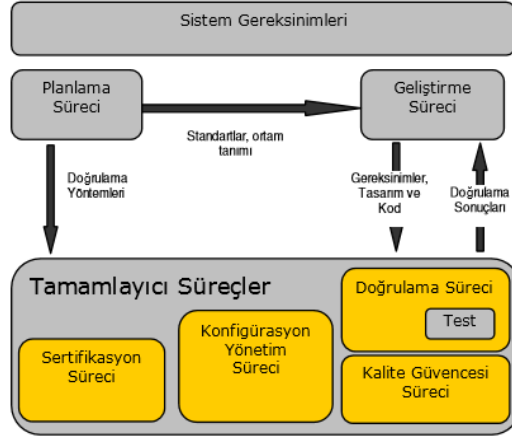 Sistem Gereksinimleri
Planlama
Süreci
Geliştirme
Süreci
Standartlar, ortam
tanımı
Doğrulama
Yöntemleri
Gereksinimler,
Tasarım ve
Kod
Doğrulama
Sonuçları
Tamamlayıcı Süreçler
Doğrulama Süreci
Test
Konfigürasyon
Yönetim
Süreci
Sertifikasyon
Süreci
Kalite Güvencesi
Süreci